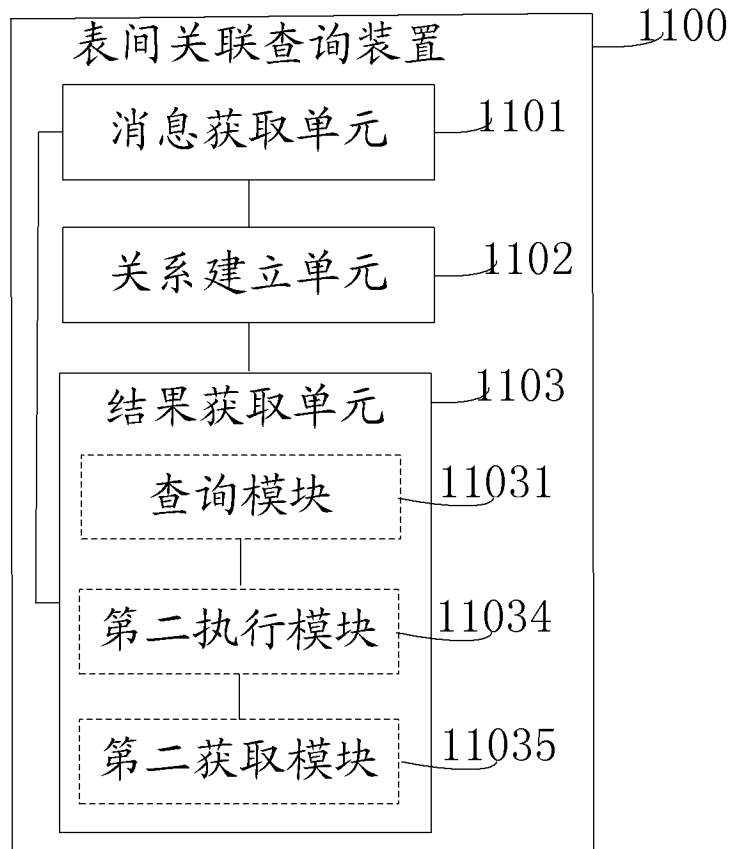 表间关联查询装置 1100
消息获取单元 1101
关系建立单元 1102
结果获取单元 1103
查询模块 11031
第二执行模块 11034
第二获取模块 11035